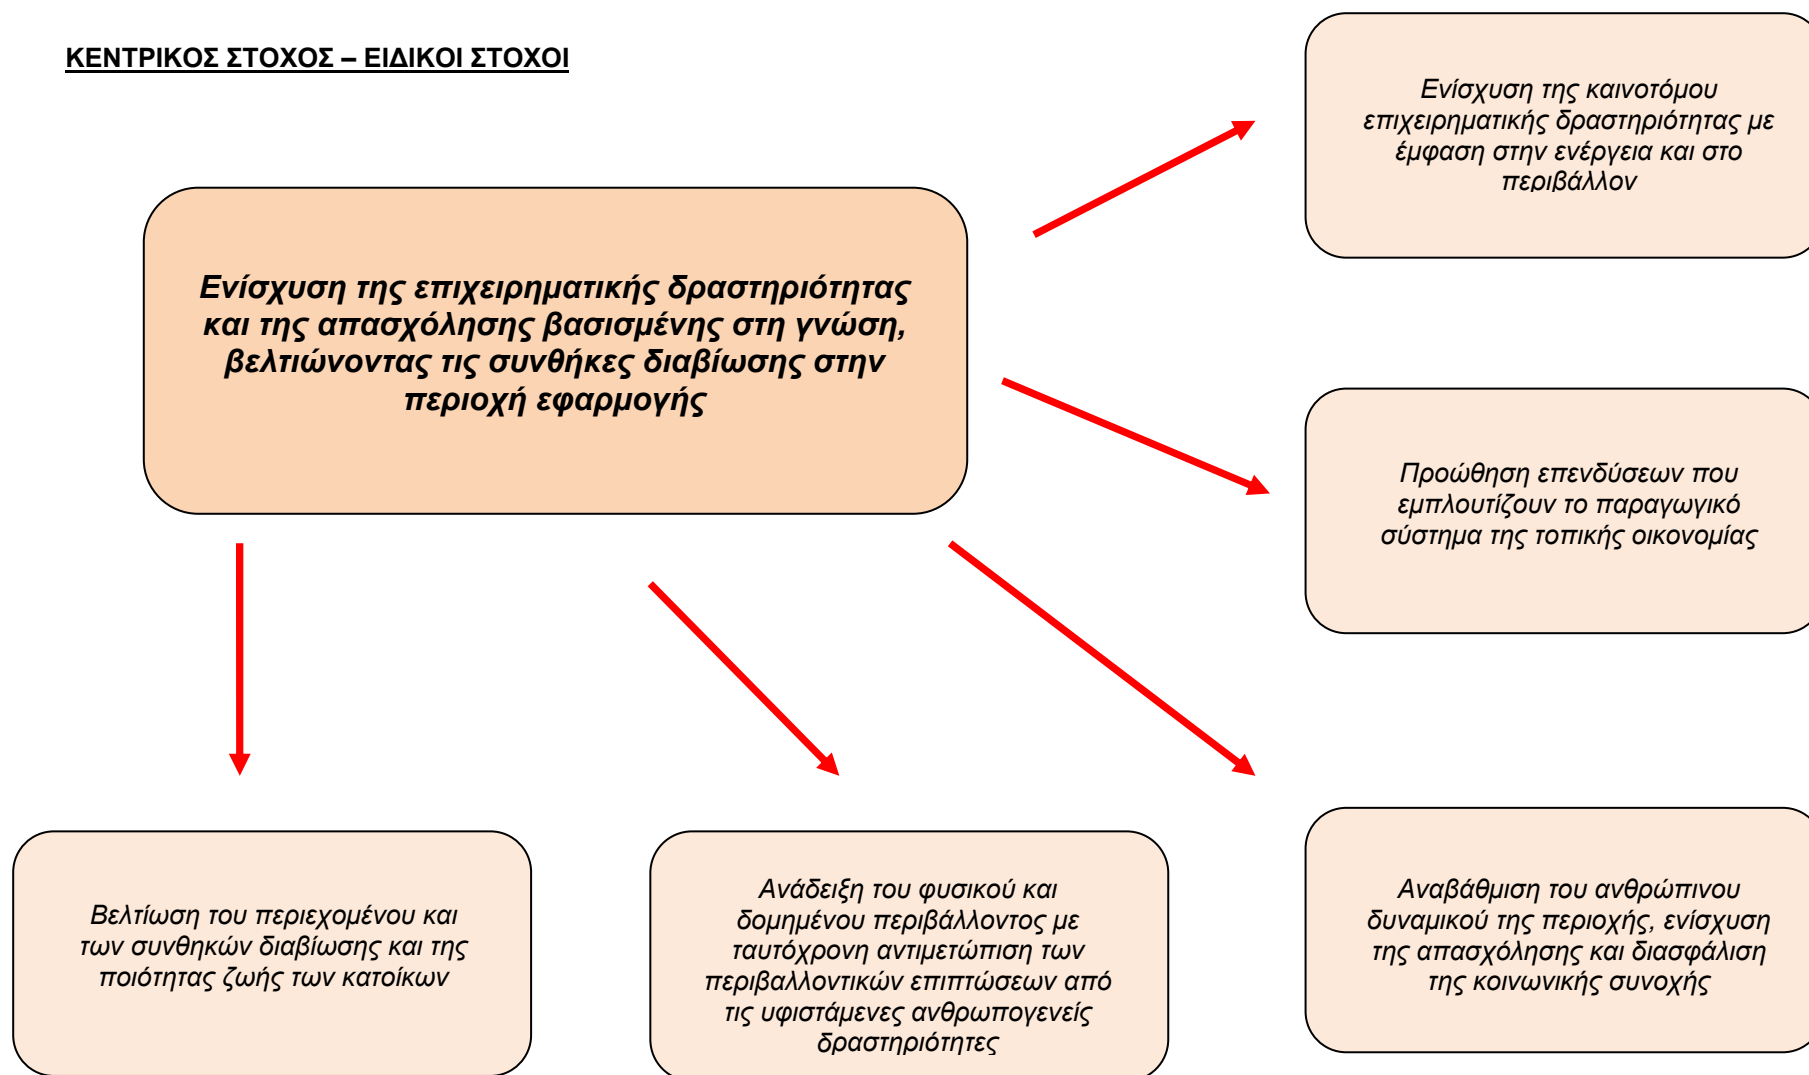 ΚΕΝΤΡΙΚΟΣ ΣΤΟΧΟΣ – ΕΙΔΙΚΟΙ ΣΤΟΧΟΙ
Ενίσχυση της καινοτόμου
επιχειρηματικής δραστηριότητας με
έμφαση στην ενέργεια και στο
περιβάλλον
Ενίσχυση της επιχειρηματικής δραστηριότητας
και της απασχόλησης βασισμένης στη γνώση,
βελτιώνοντας τις συνθήκες διαβίωσης στην
περιοχή εφαρμογής
Προώθηση επενδύσεων που
εμπλουτίζουν το παραγωγικό
σύστημα της τοπικής οικονομίας
Βελτίωση του περιεχομένου και
των συνθηκών διαβίωσης και της
ποιότητας ζωής των κατοίκων
Ανάδειξη του φυσικού και
δομημένου περιβάλλοντος με
ταυτόχρονη αντιμετώπιση των
περιβαλλοντικών επιπτώσεων από
τις υφιστάμενες ανθρωπογενείς
δραστηριότητες
Αναβάθμιση του ανθρώπινου
δυναμικού της περιοχής, ενίσχυση
της απασχόλησης και διασφάλιση
της κοινωνικής συνοχής